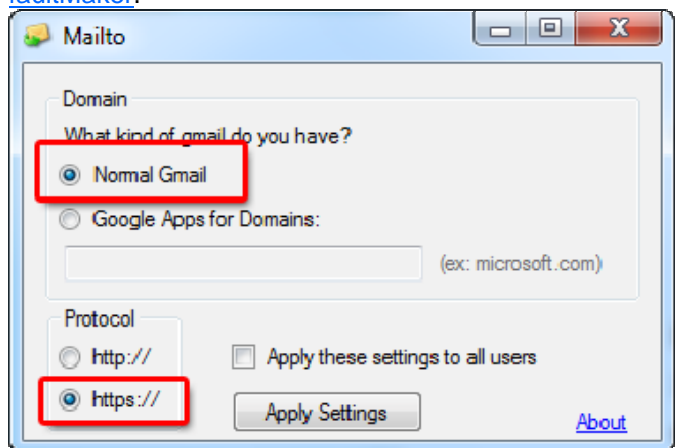 faultMaker.
Mailto
Domain
What kind of gmail do you have?
Normal Gmail
Google Apps for Domains:
(ex: microsoft.com)
Protocol
http://
Apply these settings to all users
https://
Apply Settings
About